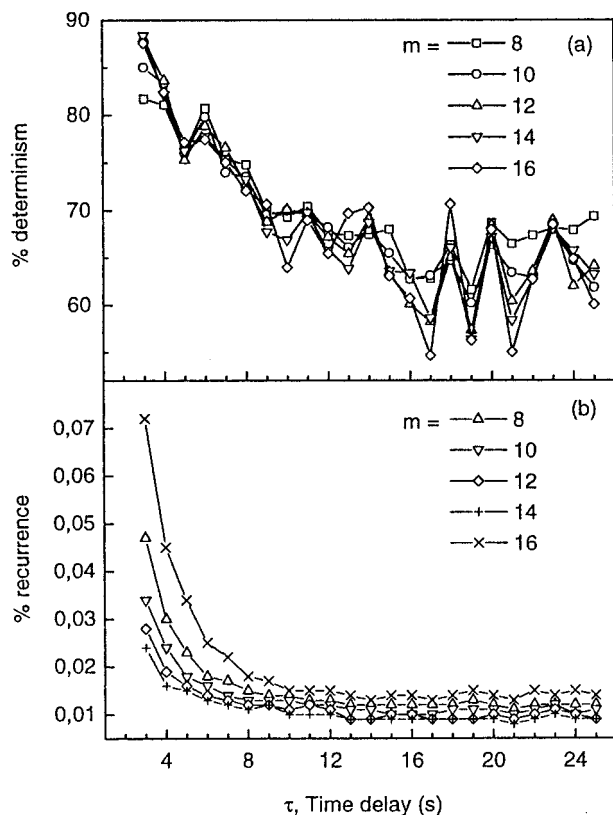 90
80
70
60
% determinism
m =
8
10
12
14
16
(a)
0,07
0,06
0,05
0,04
0,03
0,02
0,01
% recurrence
m =
8
10
12
14
16
(b)
4 8 12 16 20 24
τ, Time delay (s)